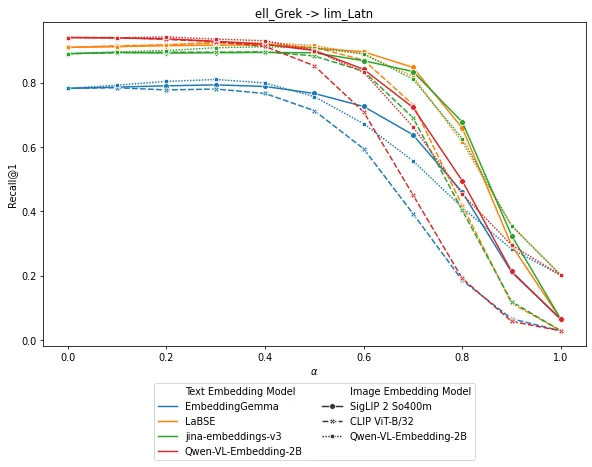 ell_Grek -> lim_Latn
Recall@1
0.8
0.6
0.4
0.2
0.0
0.0 0.2 0.4 0.6 0.8 1.0
α
Text Embedding Model Image Embedding Model
EmbeddingGemma SigLIP 2 So400m
LaBSE CLIP ViT-B/32
jina-embeddings-v3 Qwen-VL-Embedding-2B
Qwen-VL-Embedding-2B